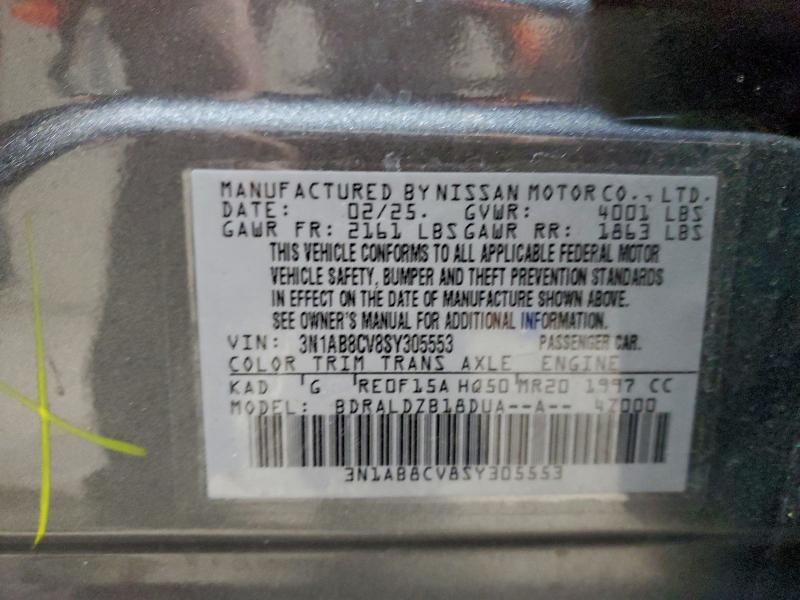 MANUFACTURED BY NISSAN MOTOR CO., LTD.
DATE: 02/25. GVWR: 4001 LBS
GAWR FR: 2161 LBS GAWR RR: 1863 LBS
THIS VEHICLE CONFORMS TO ALL APPLICABLE FEDERAL MOTOR
VEHICLE SAFETY, BUMPER AND THEFT PREVENTION STANDARDS
IN EFFECT ON THE DATE OF MANUFACTURE SHOWN ABOVE.
SEE OWNER'S MANUAL FOR ADDITIONAL INFORMATION.
VIN: 3N1AB8CV8SY305553 PASSENGER CAR.
COLOR TRIM TRANS AXLE ENGINE
KAD G RE0F15A HQ50 MR20 1997 CC
MODEL: BDRALDZB18DUA--A-- 47000
3N1AB8CV8SY305553